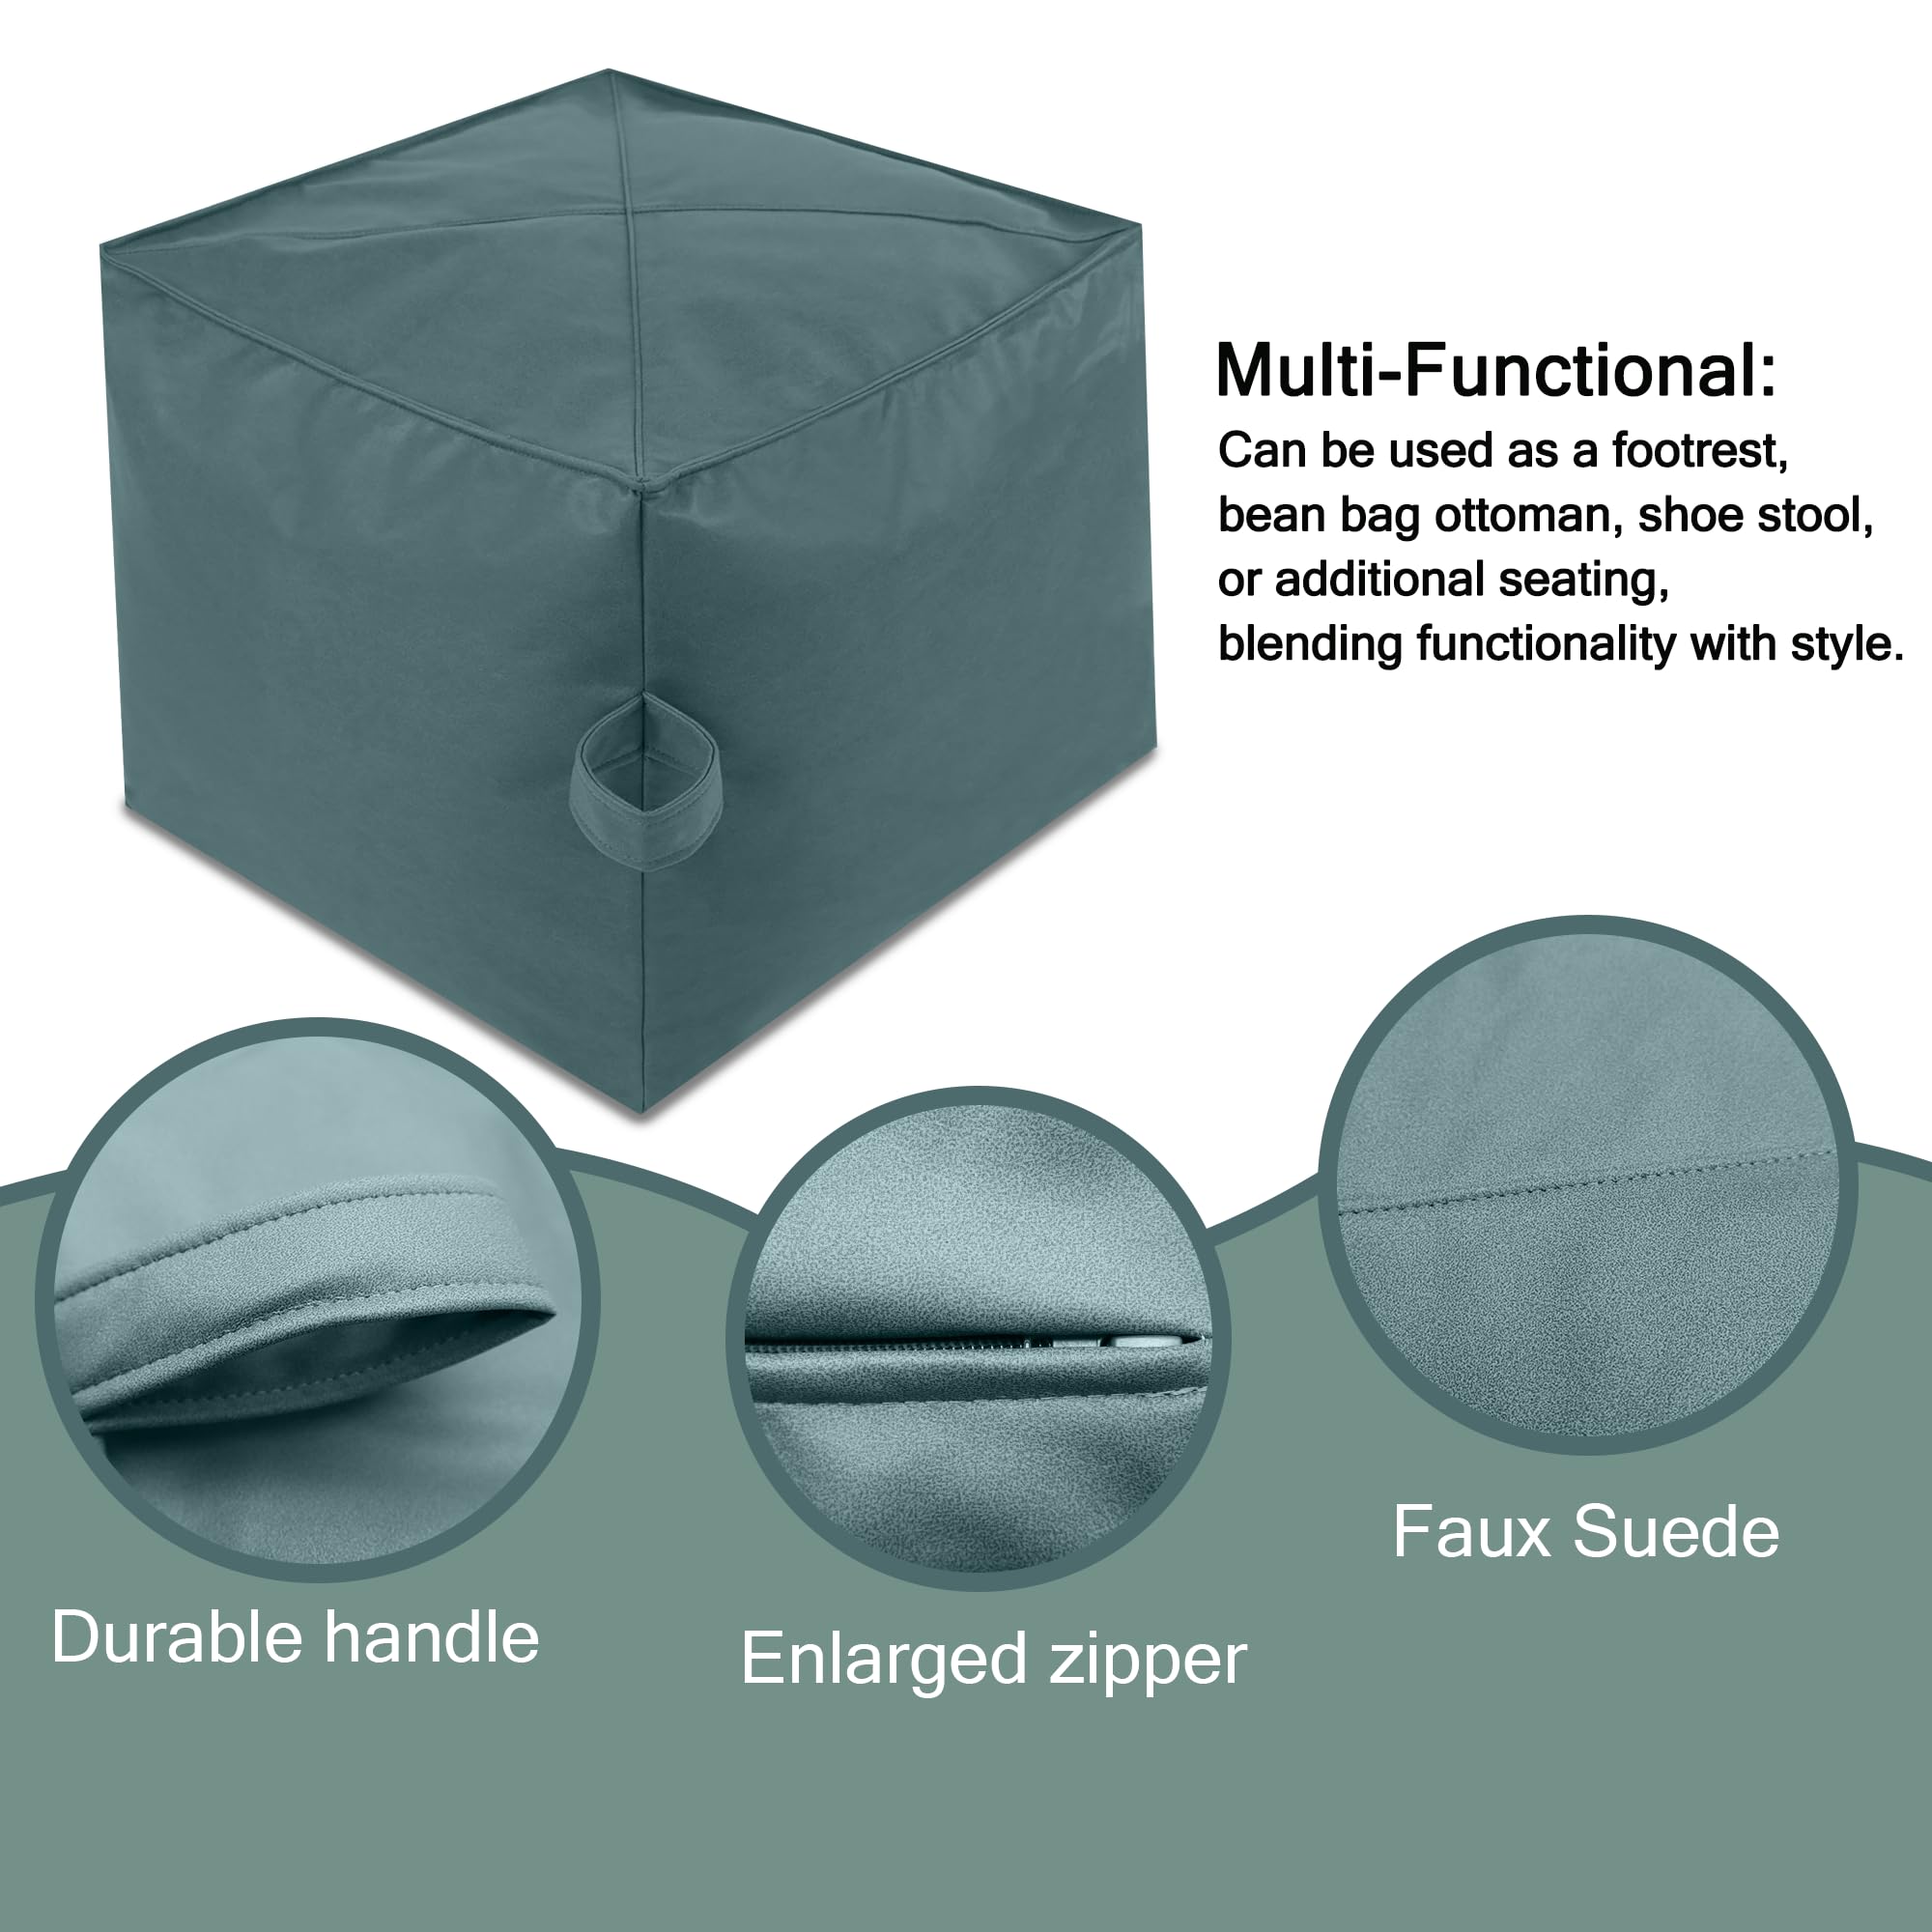 Multi-Functional:
Can be used as a footrest,
bean bag ottoman, shoe stool,
or additional seating,
blending functionality with style.
Faux Suede
Durable handle
Enlarged zipper